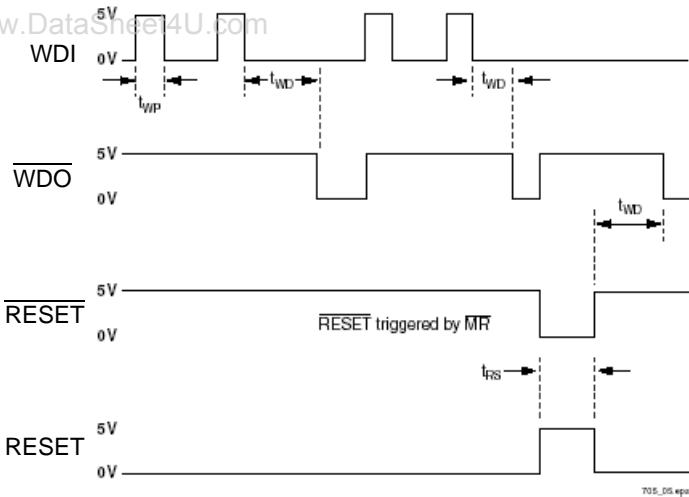 w.DataSheet4U.com
5V
WDI
0V
tWP
tWD
tWD
5V
WDO
0V
tWD
5V
RESET
0V
RESET triggered by MR
tRS
5V
RESET
0V
705_05.eps